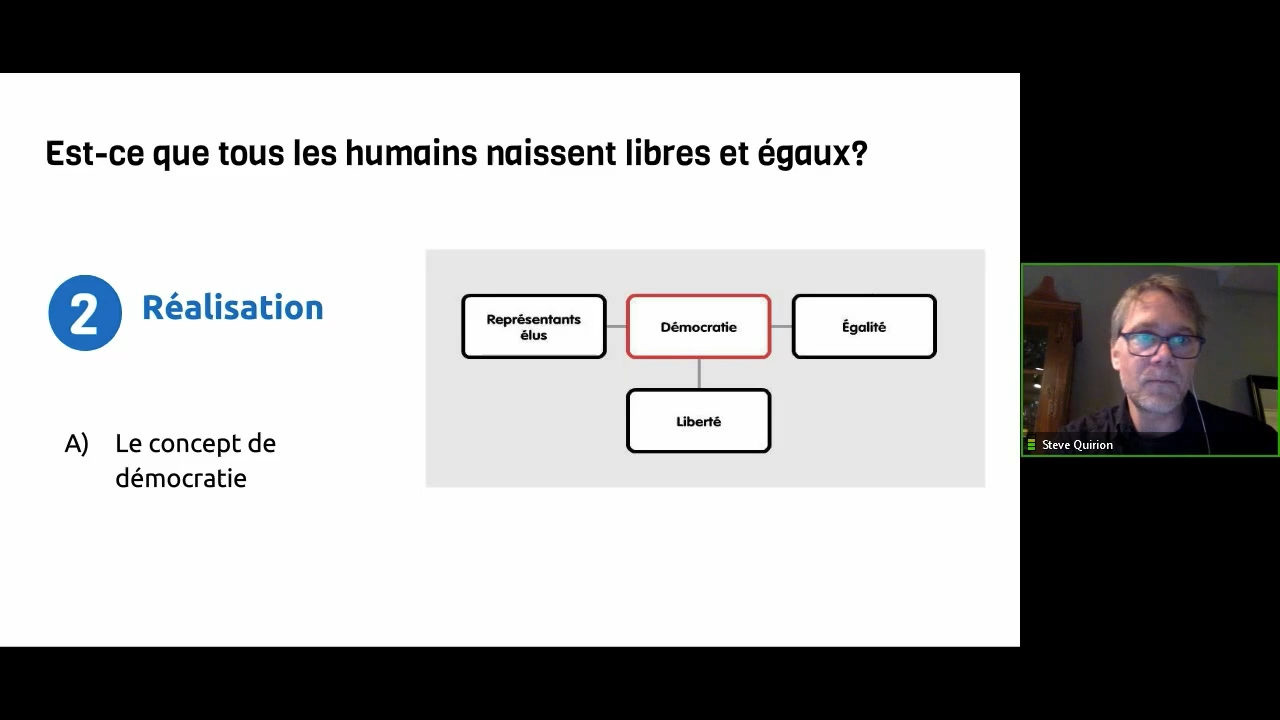 Est-ce que tous les humains naissent libres et égaux?
2 Réalisation
A) Le concept de
démocratie
Représentants
élus
Démocratie
Égalité
Liberté
Steve Quirion